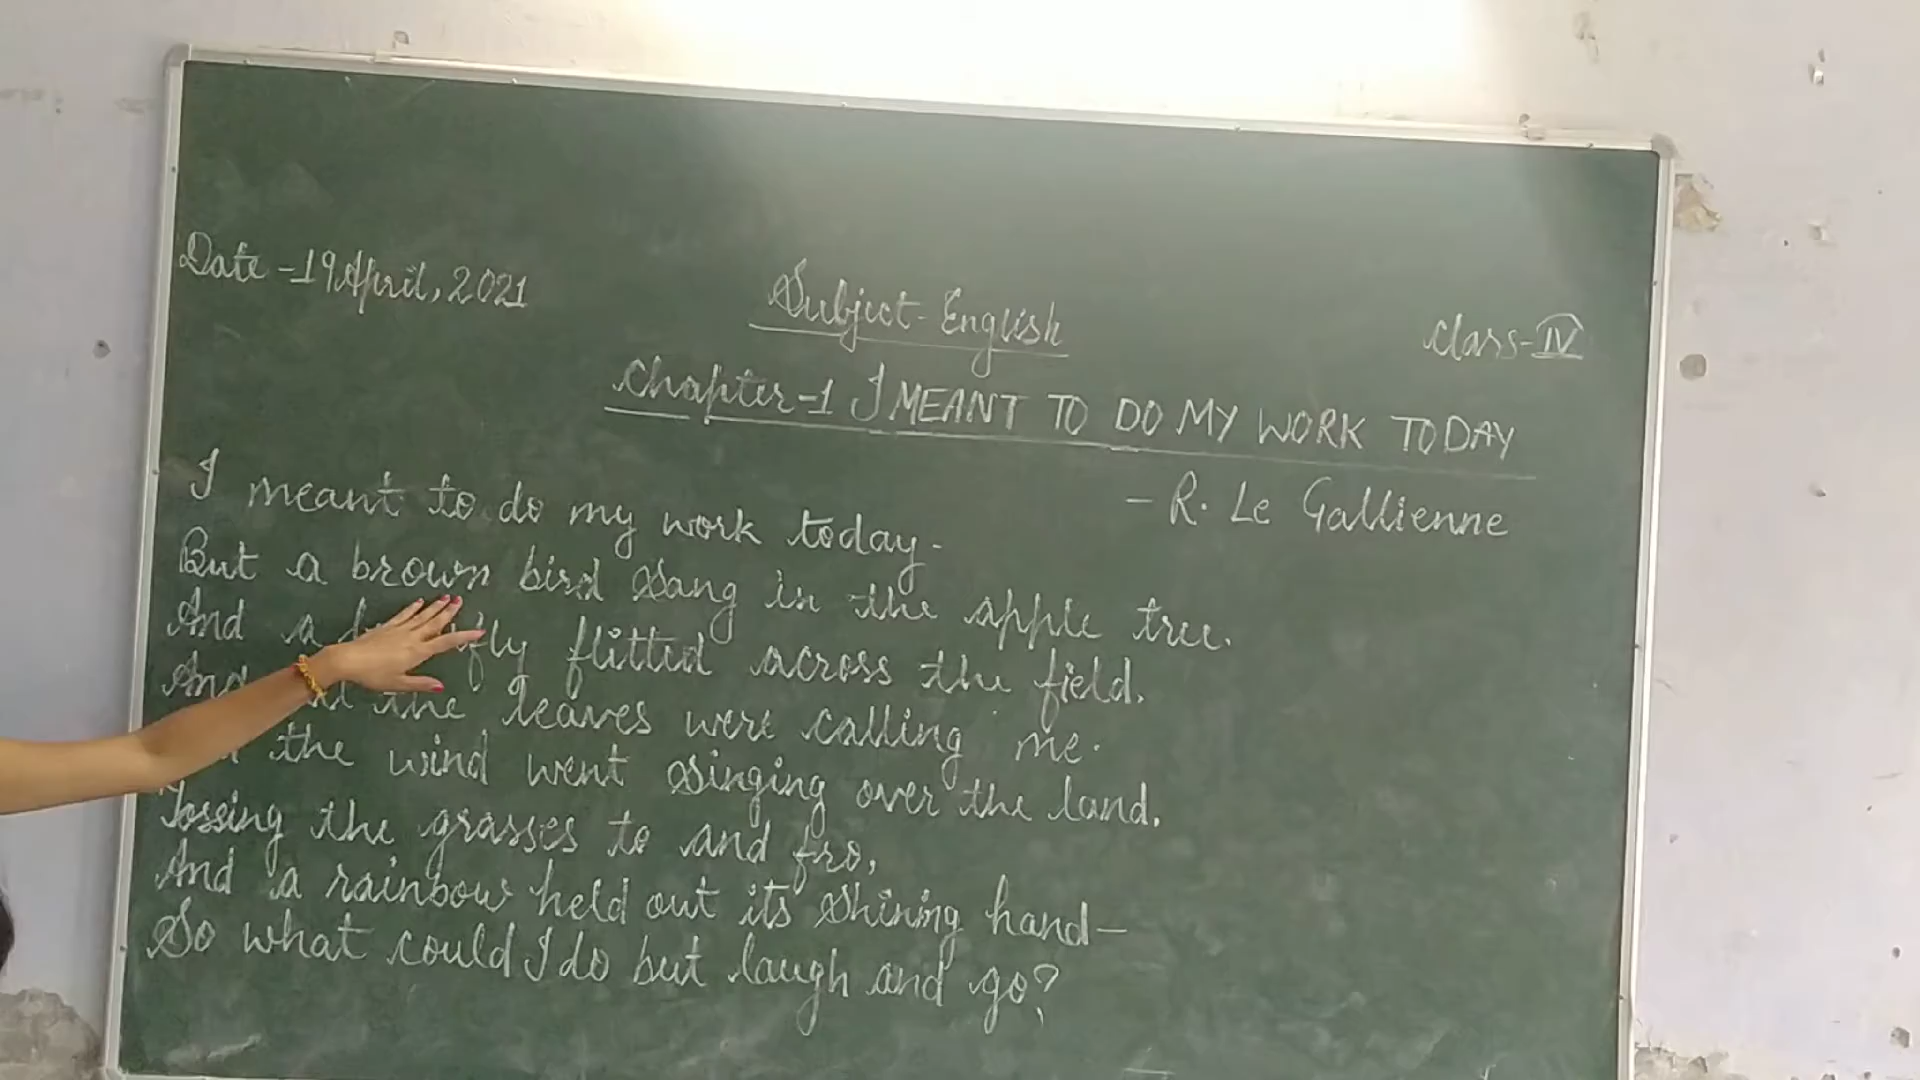 Date - 19 April, 2021
Subject - English
Class - IV
Chapter - 1 I MEANT TO DO MY WORK TODAY
- R. Le Gallienne
I meant to do my work today -
But a brown bird sang in the apple tree.
And a flitted across the field.
And the leaves were calling me.
the wind went singing over the land.
Tossing the grasses to and fro,
And a rainbow held out its shining hand—
So what could I do but laugh and go?